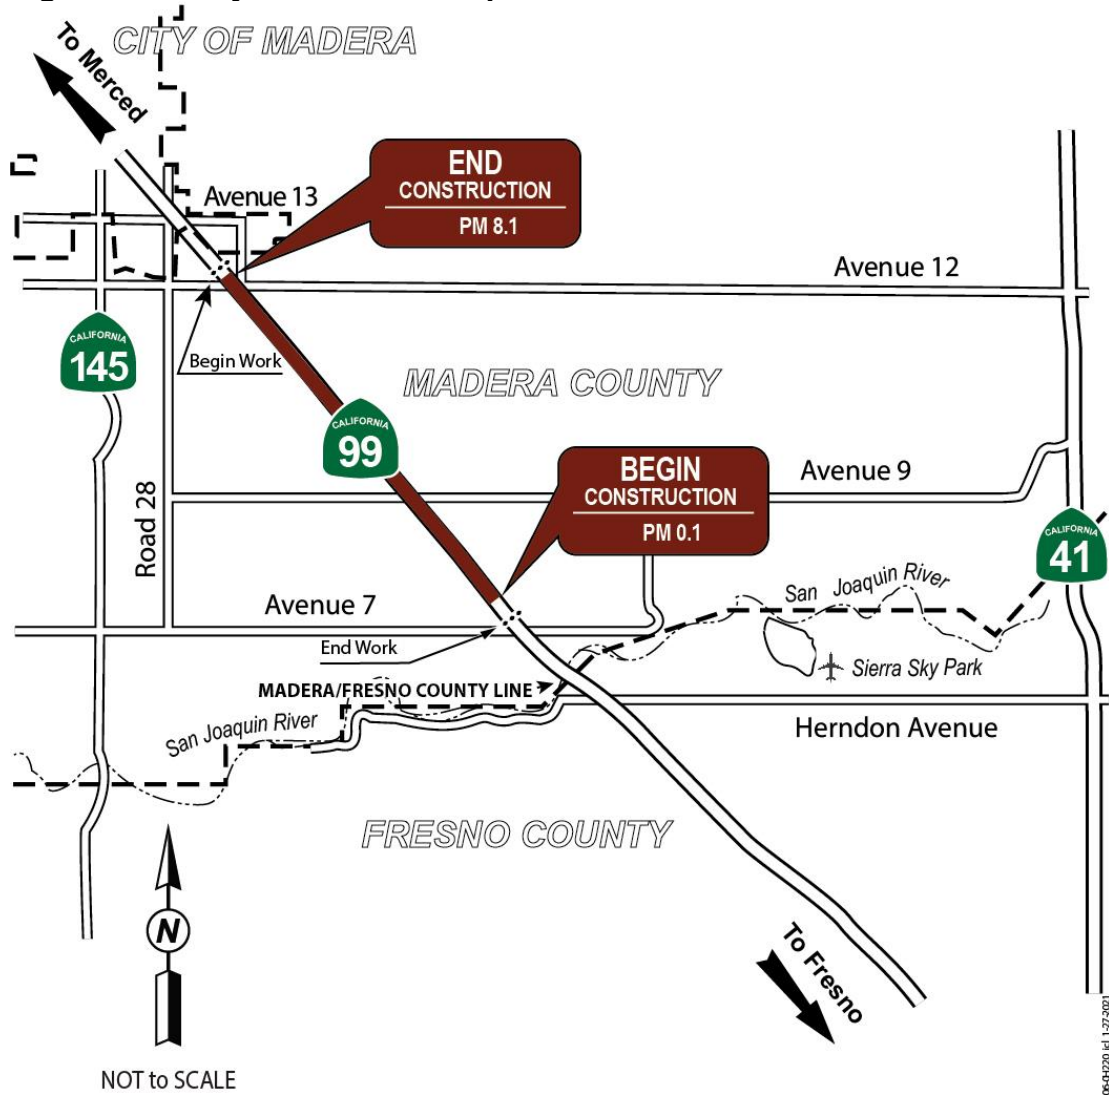 CITY OF MADERA
To Merced
END
CONSTRUCTION
PM 8.1
Avenue 13
Avenue 12
CALIFORNIA
145
Begin Work
MADERA COUNTY
CALIFORNIA
99
BEGIN
CONSTRUCTION
PM 0.1
Avenue 9
Road 28
CALIFORNIA
41
San Joaquin River
Avenue 7
End Work
Sierra Sky Park
MADERA/FRESNO COUNTY LINE
San Joaquin River
Herndon Avenue
FRESNO COUNTY
N
To Fresno
NOT to SCALE